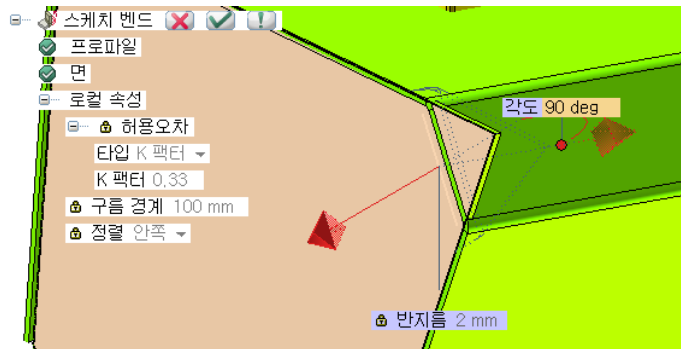 스케치 벤드
프로파일
면
로컬 속성
허용오차
타입 K 팩터
K 팩터 0,33
구름 경계 100 mm
정렬 안쪽
각도 90 deg
반지름 2 mm